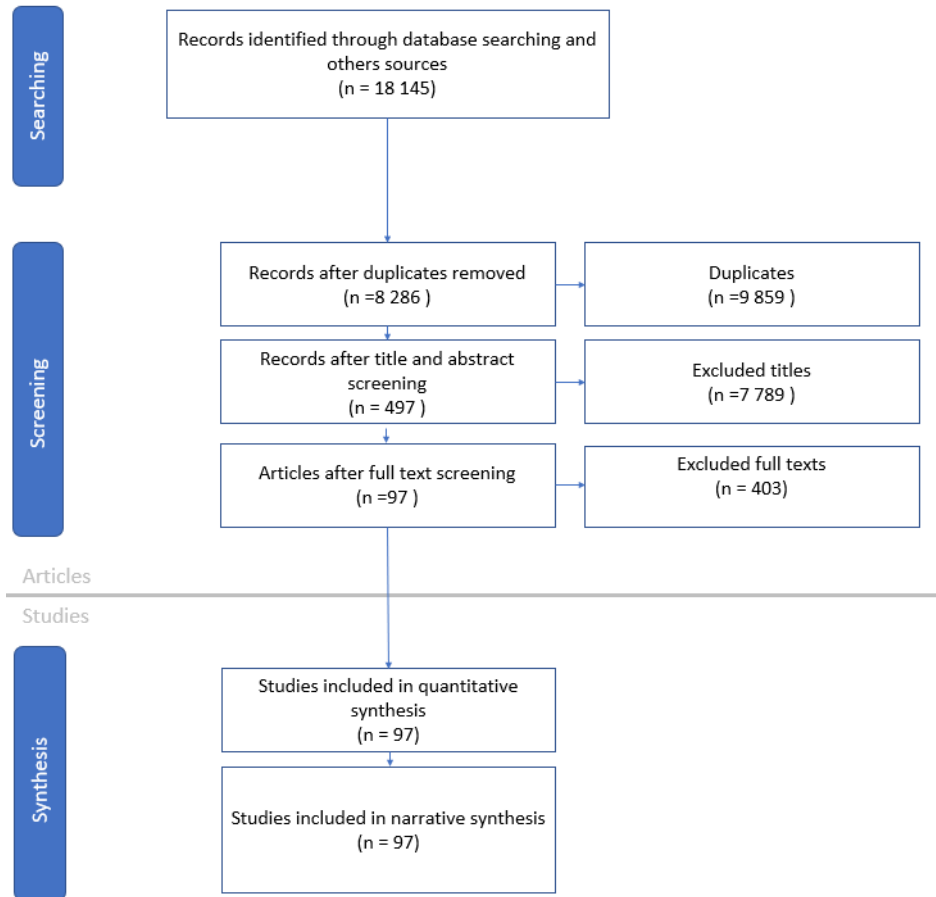 Searching
Records identified through database searching and
others sources
(n = 18 145)
Screening
Records after duplicates removed
(n =8 286 )
Duplicates
(n =9 859 )
Records after title and abstract
screening
(n = 497 )
Excluded titles
(n =7 789 )
Articles after full text screening
(n =97 )
Excluded full texts
(n = 403)
Articles
Studies
Synthesis
Studies included in quantitative
synthesis
(n = 97)
Studies included in narrative synthesis
(n = 97)